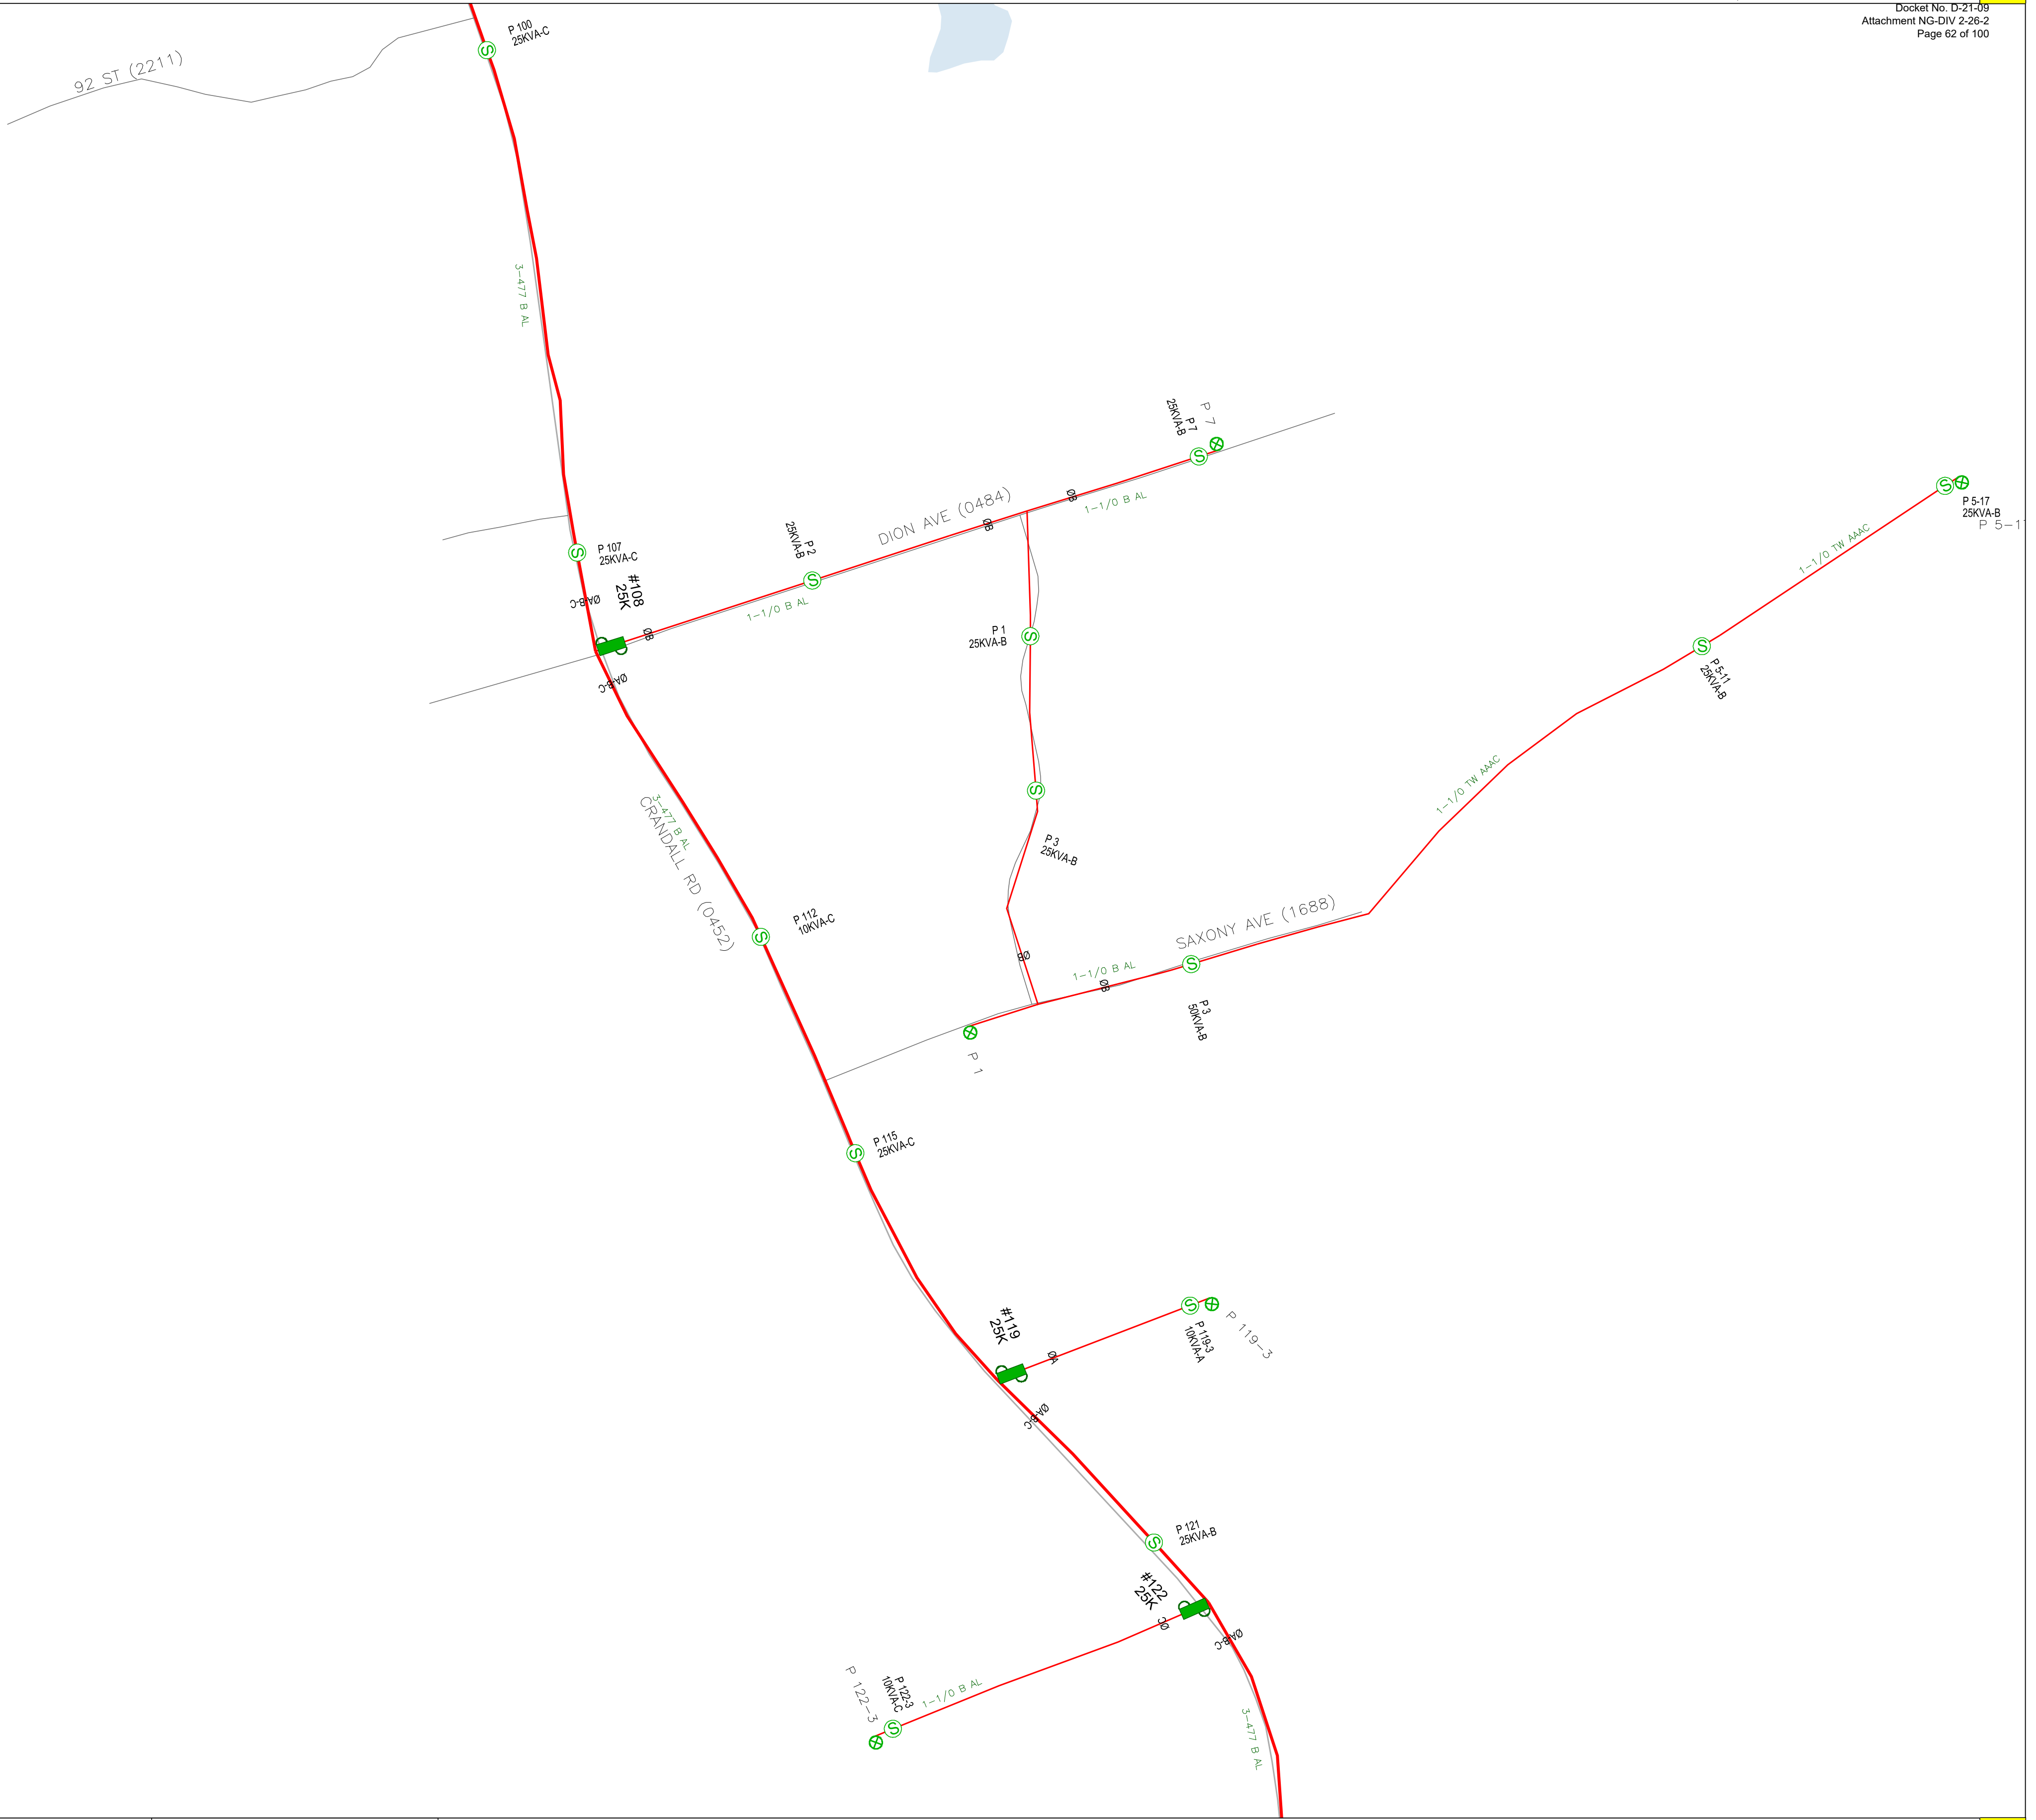 Docket No. D-21-09
Attachment NG-DIV 2-26-2
Page 62 of 100
P 100
25KVA-C
S
92 ST (2211)
3-477 B AL
P 7
P 7
25KVA-B
S
DION AVE (0484)
ØB
ØB
1-1/0 B AL
S
P 5-17
25KVA-B
P 5-17
1-1/0 TW AAAC
P 2
25KVA-B
S
1-1/0 B AL
S
P 107
25KVA-C
#108
25K
ØA-B-C
ØB
ØA-B-C
P 1
25KVA-B
S
S
P 5-11
25KVA-B
1-1/0 TW AAAC
S
P 3
25KVA-B
3-477 B AL
CRANDALL RD (0452)
P 112
10KVA-C
S
SAXONY AVE (1688)
ØB
1-1/0 B AL
ØB
S
P 3
50KVA-B
P 1
P 115
25KVA-C
S
#119
25K
ØA
S
P 119-3
10KVA-A
P 119-3
ØA-B-C
P 121
25KVA-B
S
#122
25K
ØC
ØA-B-C
P 122-3
P 122-3
10KVA-C
S
1-1/0 B AL
3-477 B AL